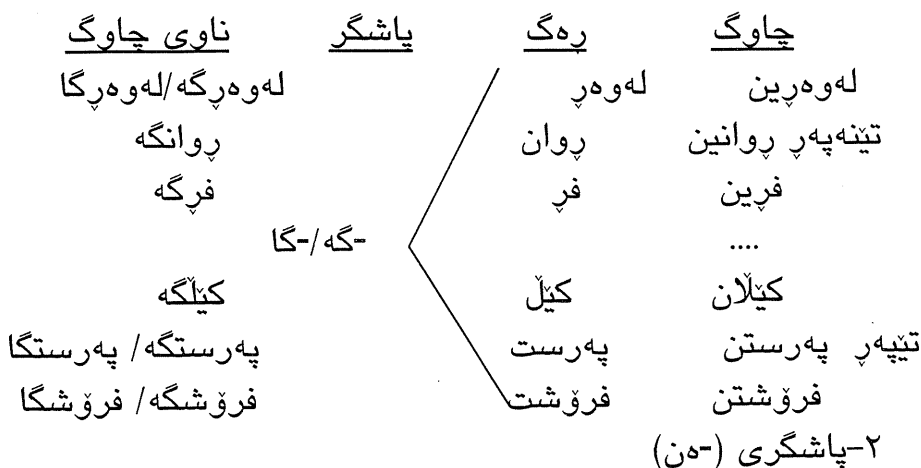 چاوگ ڕەگ پاشگر ناوی چاوگ
لەوەڕین لەوەڕ لەوەڕگە/لەوەڕگا
تێنەپەڕ ڕوانین ڕوان ڕوانگە
فڕین فڕ فڕگە
.... -گە/-گا
کێڵان کێڵ کێڵگە
تێپەڕ پەرستن پەرست پەرستگە/ پەرستگا
فرۆشتن فرۆشت فرۆشگە/ فرۆشگا
٢-پاشگری (-ەن)